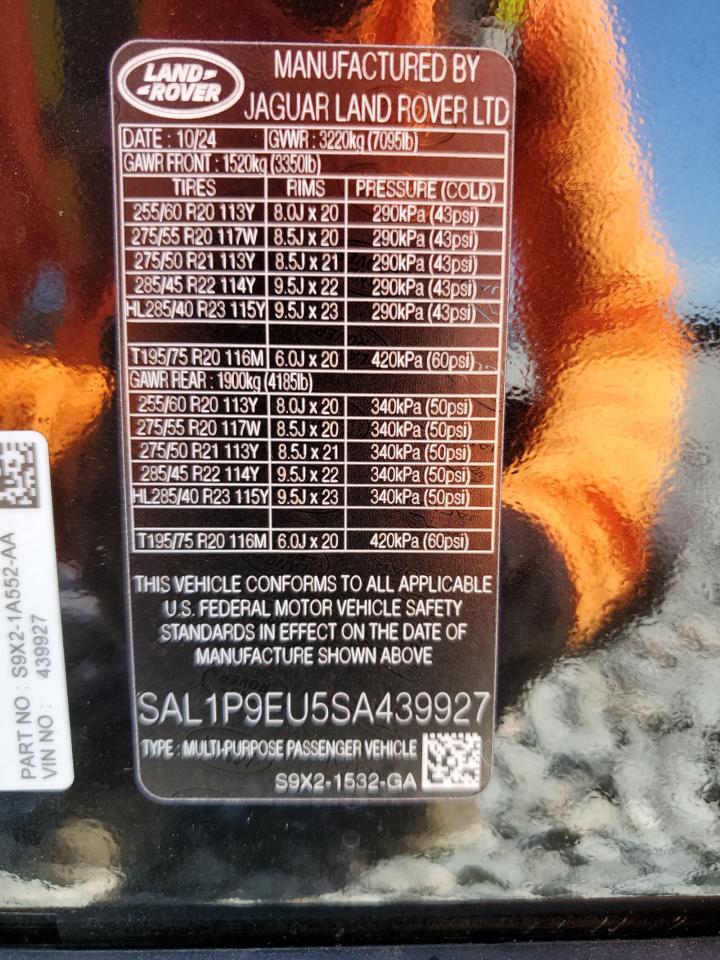 LAND-
-ROVER
MANUFACTURED BY
JAGUAR LAND ROVER LTD
DATE : 10/24 GVWR : 3220kg (7095lb)
GAWR FRONT : 1520kg (3350lb)
TIRES RIMS PRESSURE (COLD)
255/60 R20 113Y 8.0J x 20 290kPa (43psi)
275/55 R20 117W 8.5J x 20 290kPa (43psi)
275/50 R21 113Y 8.5J x 21 290kPa (43psi)
285/45 R22 114Y 9.5J x 22 290kPa (43psi)
HL285/40 R23 115Y 9.5J x 23 290kPa (43psi)
T195/75 R20 116M 6.0J x 20 420kPa (60psi)
GAWR REAR : 1900kg (4185lb)
255/60 R20 113Y 8.0J x 20 340kPa (50psi)
275/55 R20 117W 8.5J x 20 340kPa (50psi)
275/50 R21 113Y 8.5J x 21 340kPa (50psi)
285/45 R22 114Y 9.5J x 22 340kPa (50psi)
HL285/40 R23 115Y 9.5J x 23 340kPa (50psi)
T195/75 R20 116M 6.0J x 20 420kPa (60psi)
THIS VEHICLE CONFORMS TO ALL APPLICABLE
U.S. FEDERAL MOTOR VEHICLE SAFETY
STANDARDS IN EFFECT ON THE DATE OF
MANUFACTURE SHOWN ABOVE
SAL1P9EU5SA439927
TYPE : MULTI-PURPOSE PASSENGER VEHICLE
S9X2-1532-GA
PART NO : S9X2-1A552-AA
VIN NO : 439927